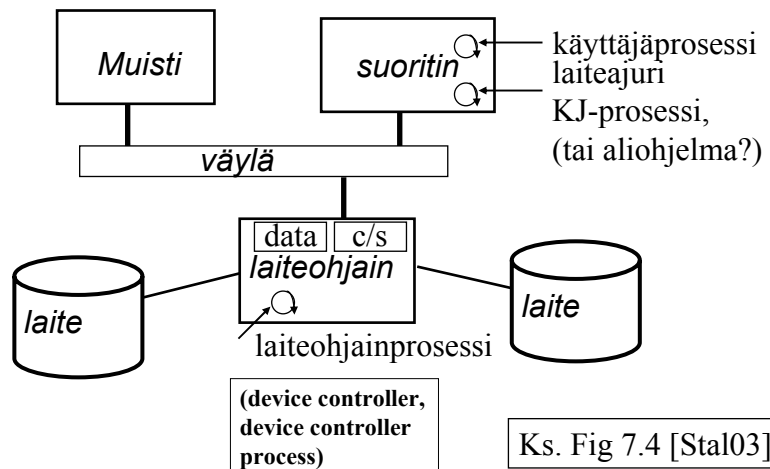 Muisti
suoritin
käyttäjäprosessi
laiteajuri
KJ-prosessi,
(tai aliohjelma?)
väylä
data
c/s
laiteohjain
laite
laite
laiteohjainprosessi
(device controller,
device controller
process)
Ks. Fig 7.4 [Stal03]